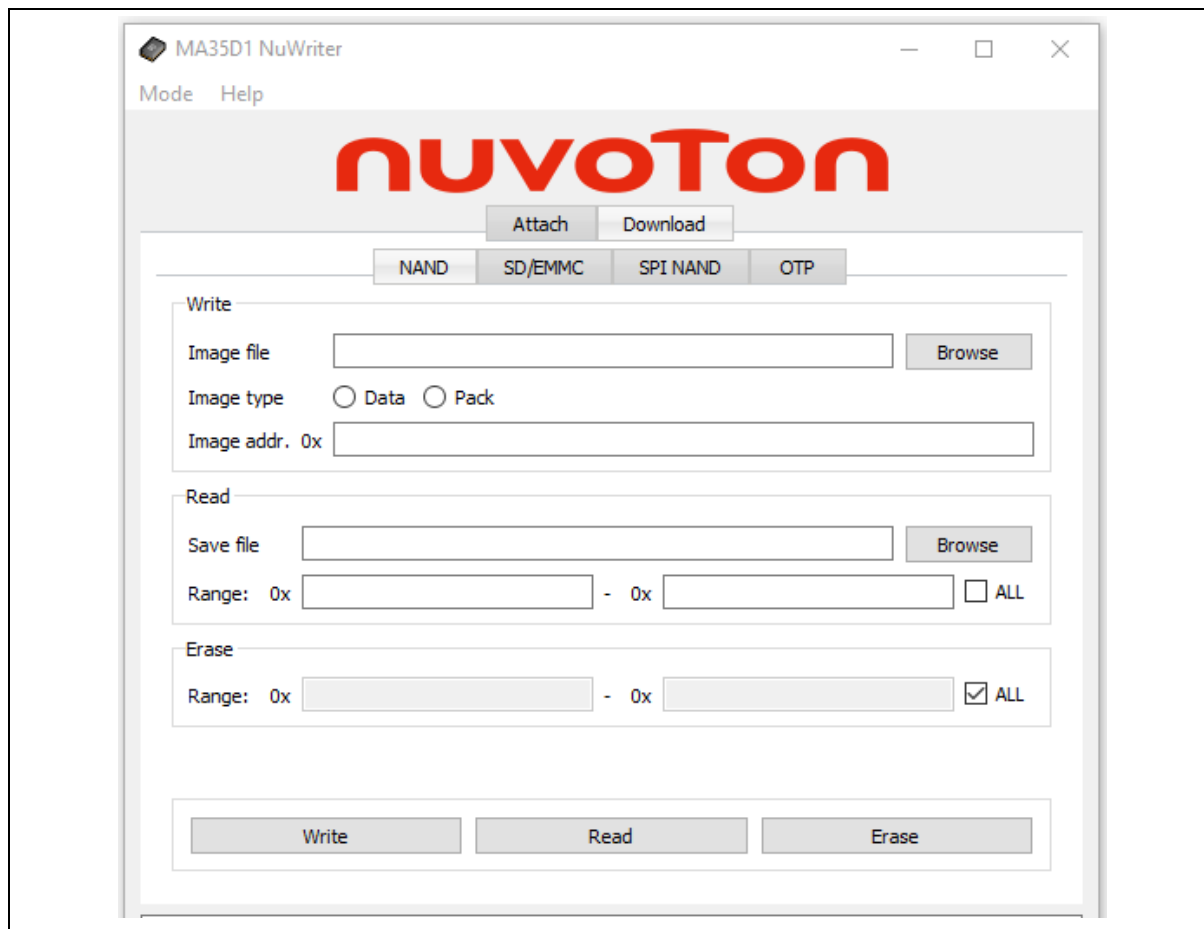 MA35D1 NuWriter
Mode Help
nuvoTon
Attach Download
NAND SD/EMMC SPI NAND OTP
Write
Image file Browse
Image type Data Pack
Image addr. 0x
Read
Save file Browse
Range: 0x - 0x ALL
Erase
Range: 0x - 0x ALL
Write Read Erase